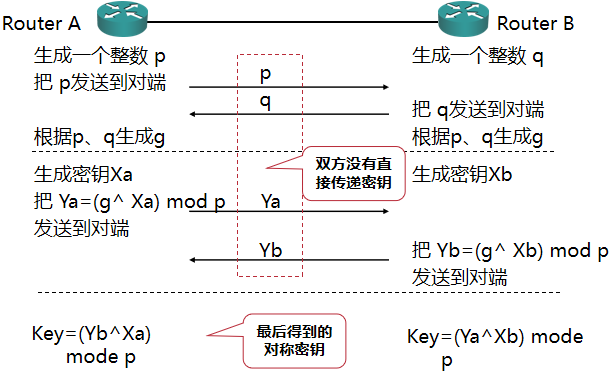 Router A
Router B
生成一个整数 p
把 p发送到对端
生成一个整数 q
p
q
把 q发送到对端
根据p、q生成g
根据p、q生成g
双方没有直
接传递密钥
生成密钥Xa
把 Ya=(g^ Xa) mod p
发送到对端
生成密钥Xb
Ya
Yb
把 Yb=(g^ Xb) mod p
发送到对端
Key=(Yb^Xa)
mode p
最后得到的
对称密钥
Key=(Ya^Xb) mode
p